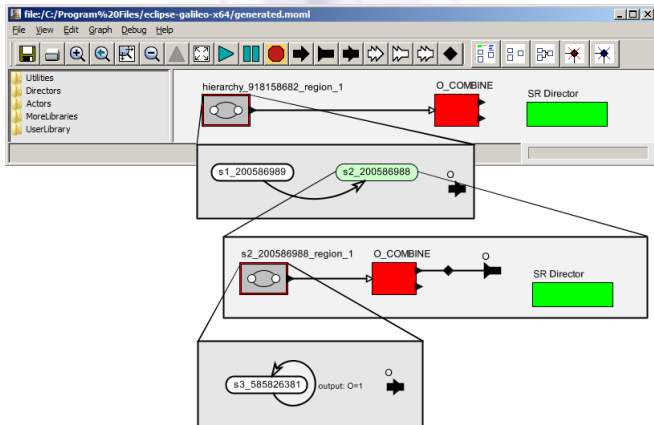 file:/C:/Program%20Files/eclipse-galileo-x64/generated.moml
File View Edit Graph Debug Help
Utilities
Directors
Actors
MoreLibraries
UserLibrary
hierarchy_918158682_region_1
O_COMBINE
SR Director
s1_200586989
s2_200586988
O
s2_200586988_region_1
O_COMBINE
O
SR Director
s3_585826381
output: O=1
O